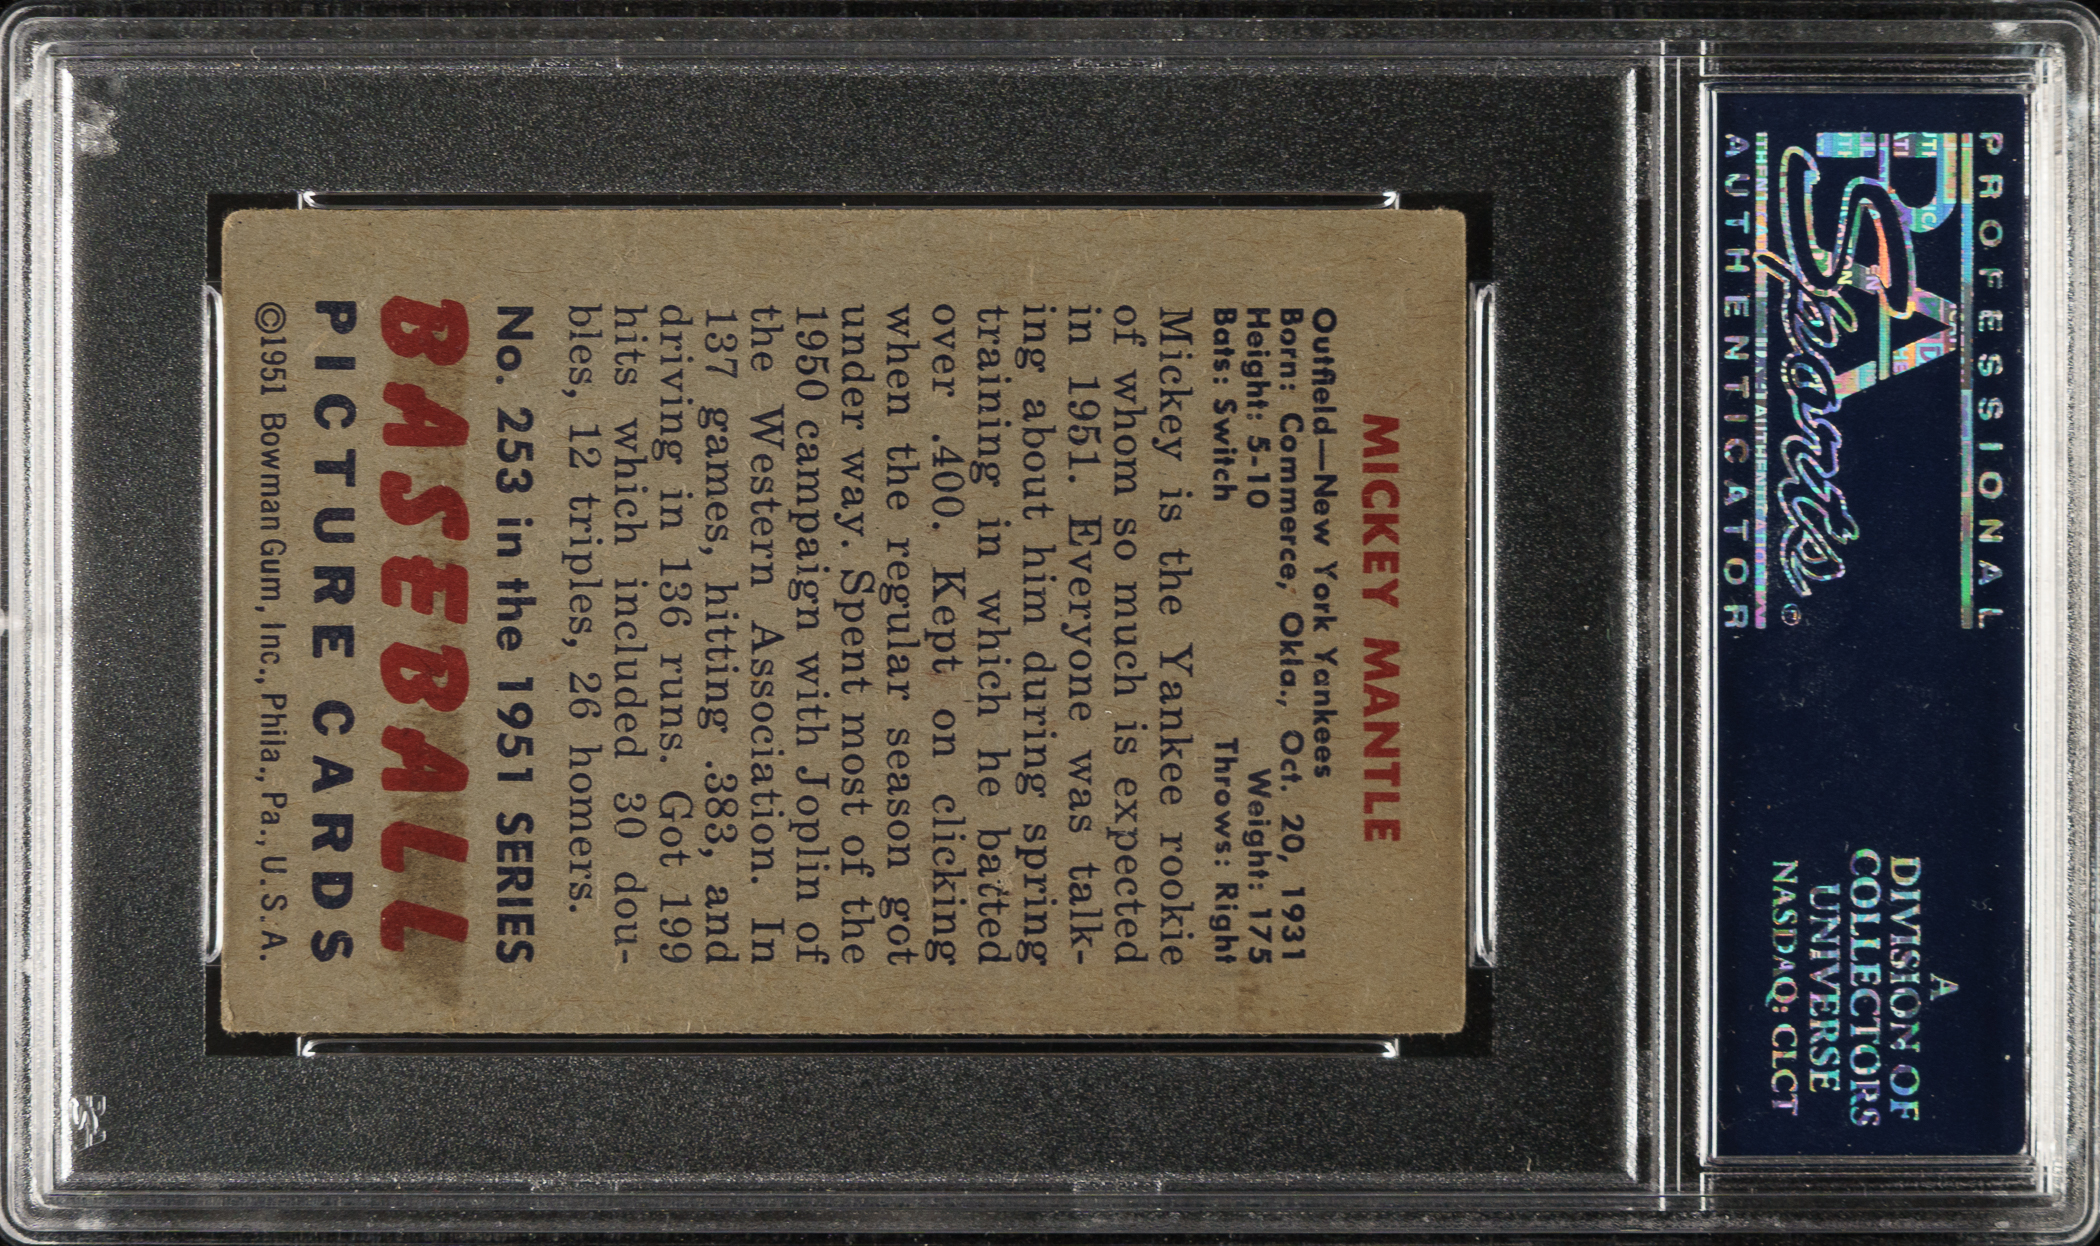 PROFESSIONAL
PSA
Sports
AUTHENTICATOR
A
DIVISION OF
COLLECTORS
UNIVERSE
NASDAQ: CLCT
MICKEY MANTLE
Outfield—New York Yankees
Born: Commerce, Okla., Oct. 20, 1931
Height: 5-10 Weight: 175
Bats: Switch Throws: Right
Mickey is the Yankee rookie
of whom so much is expected
in 1951. Everyone was talk-
ing about him during spring
training in which he batted
over .400. Kept on clicking
when the regular season got
under way. Spent most of the
1950 campaign with Joplin of
the Western Association. In
137 games, hitting .383, and
driving in 136 runs. Got 199
hits which included 30 dou-
bles, 12 triples, 26 homers.
No. 253 in the 1951 SERIES
BASEBALL
PICTURE CARDS
©1951 Bowman Gum, Inc., Phila., Pa., U.S.A.
PSA